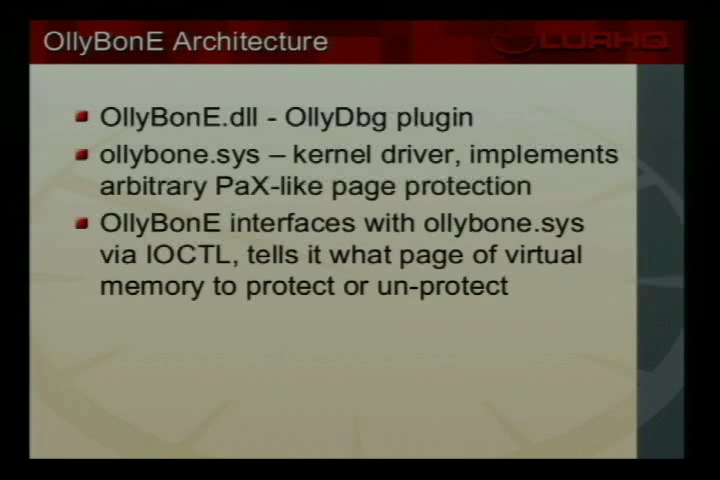 OllyBonE Architecture
LURHQ
OllyBonE.dll - OllyDbg plugin
ollybone.sys – kernel driver, implements
arbitrary PaX-like page protection
OllyBonE interfaces with ollybone.sys
via IOCTL, tells it what page of virtual
memory to protect or un-protect